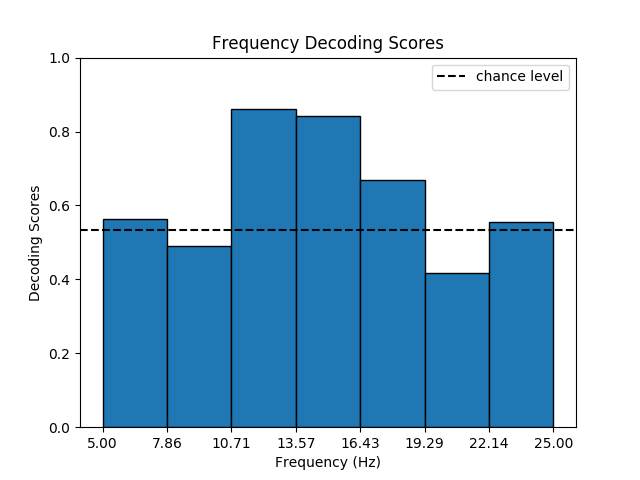 Frequency Decoding Scores
chance level
1.0
0.8
0.6
0.4
0.2
0.0
Decoding Scores
5.00 7.86 10.71 13.57 16.43 19.29 22.14 25.00
Frequency (Hz)